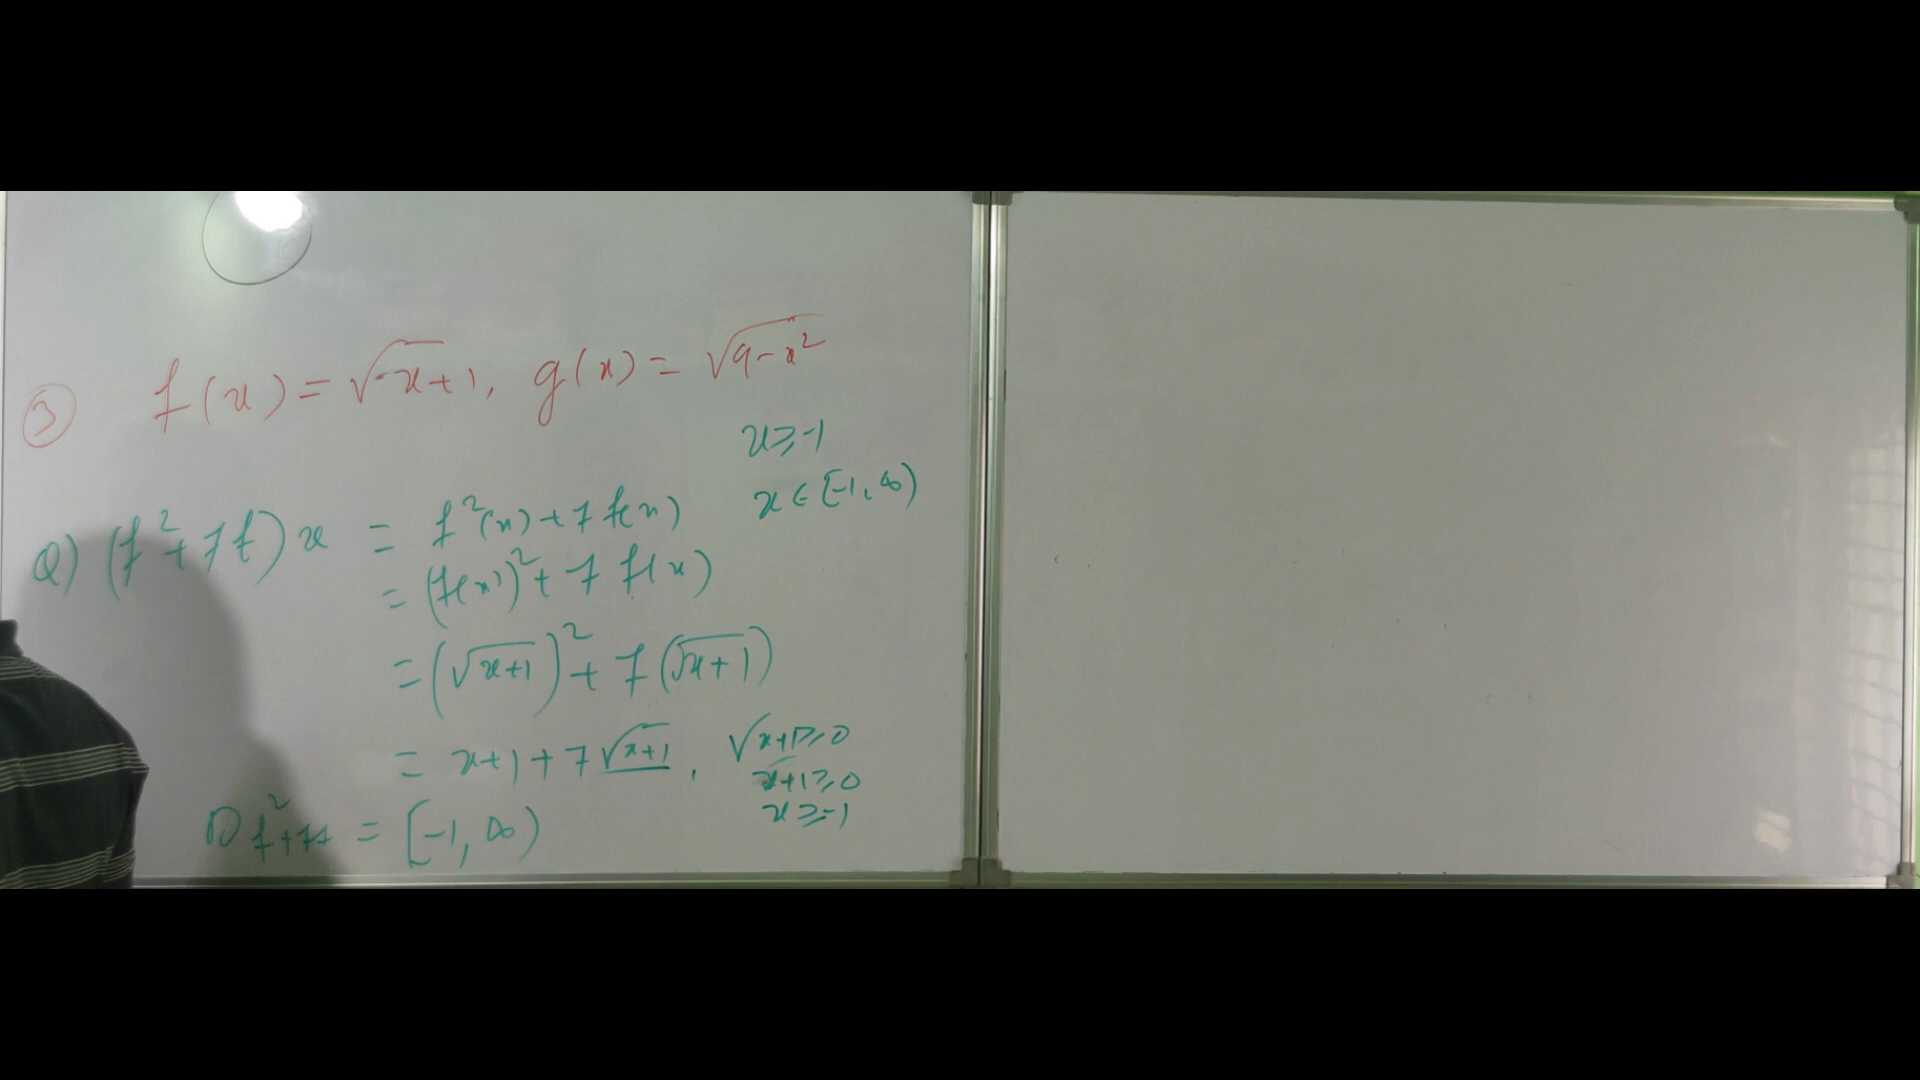 ③ f(x) = √x+1, g(x) = √9-x²
x ≥ -1
x ∈ [-1, ∞)
Q) (f²+7f)x = f²(x)+7f(x)
= (f(x))²+7 f(x)
= (√x+1)²+7(√x+1)
= x+1+7√x+1, √x+1 ≥ 0
x+1 ≥ 0
x ≥ -1
D f²+7f = [-1, ∞)